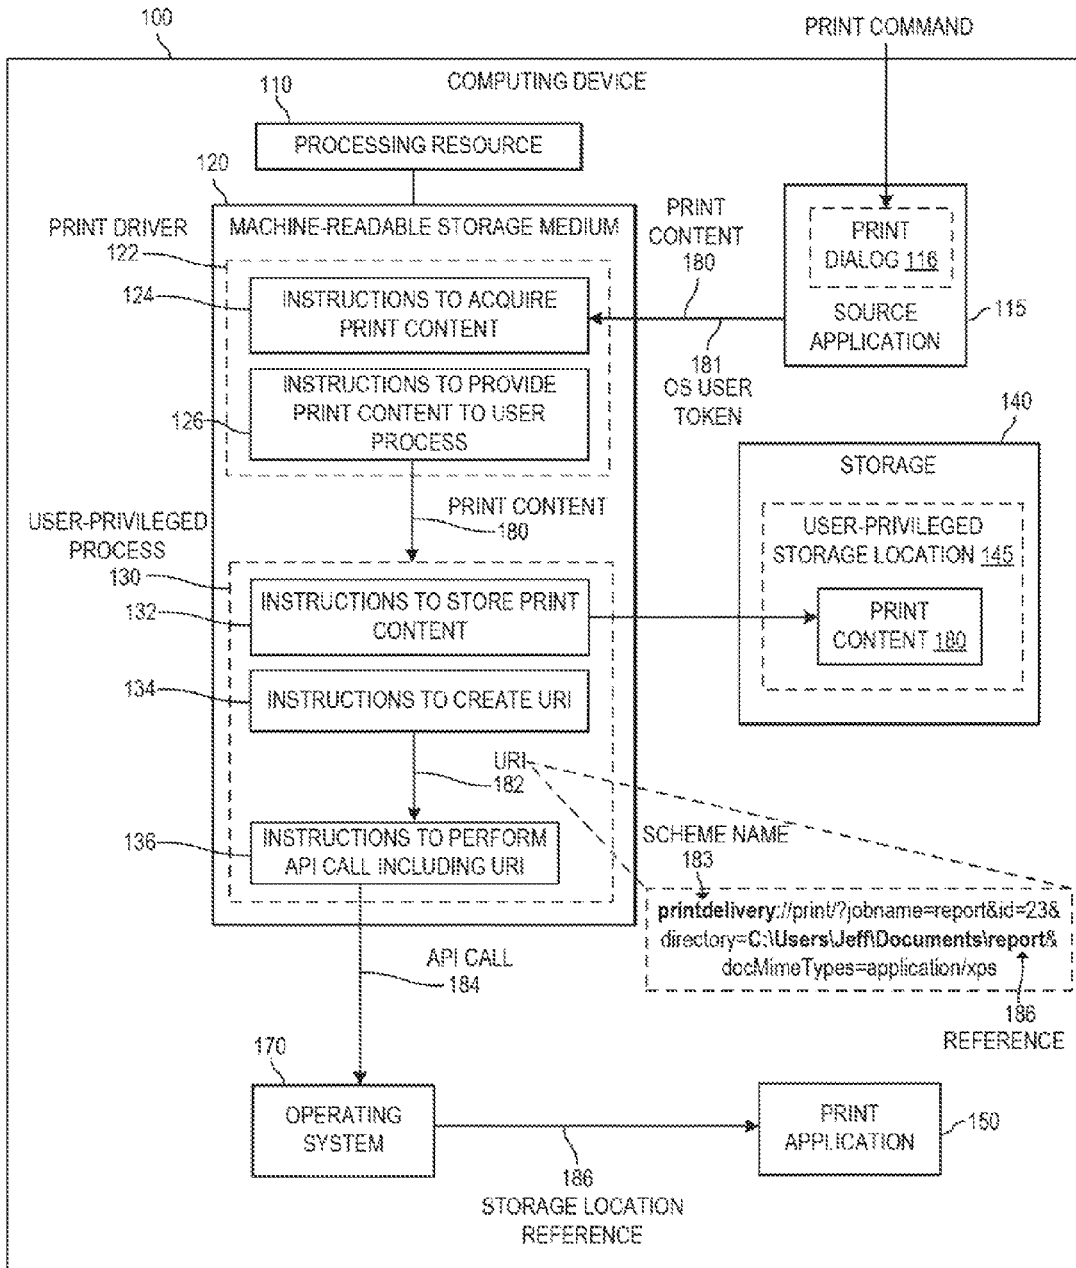 100
PRINT COMMAND
COMPUTING DEVICE
110
PROCESSING RESOURCE
120
MACHINE-READABLE STORAGE MEDIUM
PRINT DRIVER
122
124
INSTRUCTIONS TO ACQUIRE
PRINT CONTENT
126
INSTRUCTIONS TO PROVIDE
PRINT CONTENT TO USER
PROCESS
PRINT
CONTENT
180
181
OS USER
TOKEN
PRINT
DIALOG 116
SOURCE
APPLICATION
115
140
STORAGE
USER-PRIVILEGED
STORAGE LOCATION 145
PRINT
CONTENT 180
PRINT CONTENT
180
USER-PRIVILEGED
PROCESS
130
132
INSTRUCTIONS TO STORE PRINT
CONTENT
134
INSTRUCTIONS TO CREATE URI
URI
182
136
INSTRUCTIONS TO PERFORM
API CALL INCLUDING URI
SCHEME NAME
183
printdelivery://print/?jobname=report&id=23&
directory=C:\Users\Jeff\Documents\report&
docMimeTypes=application/xps
186
REFERENCE
API CALL
184
170
OPERATING
SYSTEM
186
STORAGE LOCATION
REFERENCE
PRINT
APPLICATION
150